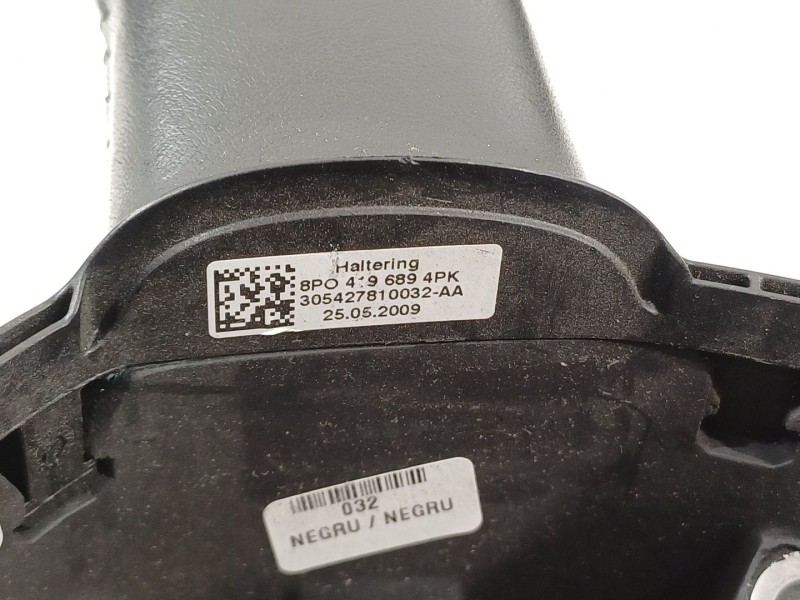 Haltering
8PO 419 689 4PK
305427810032-AA
25.05.2009
032
NEGRU / NEGRU